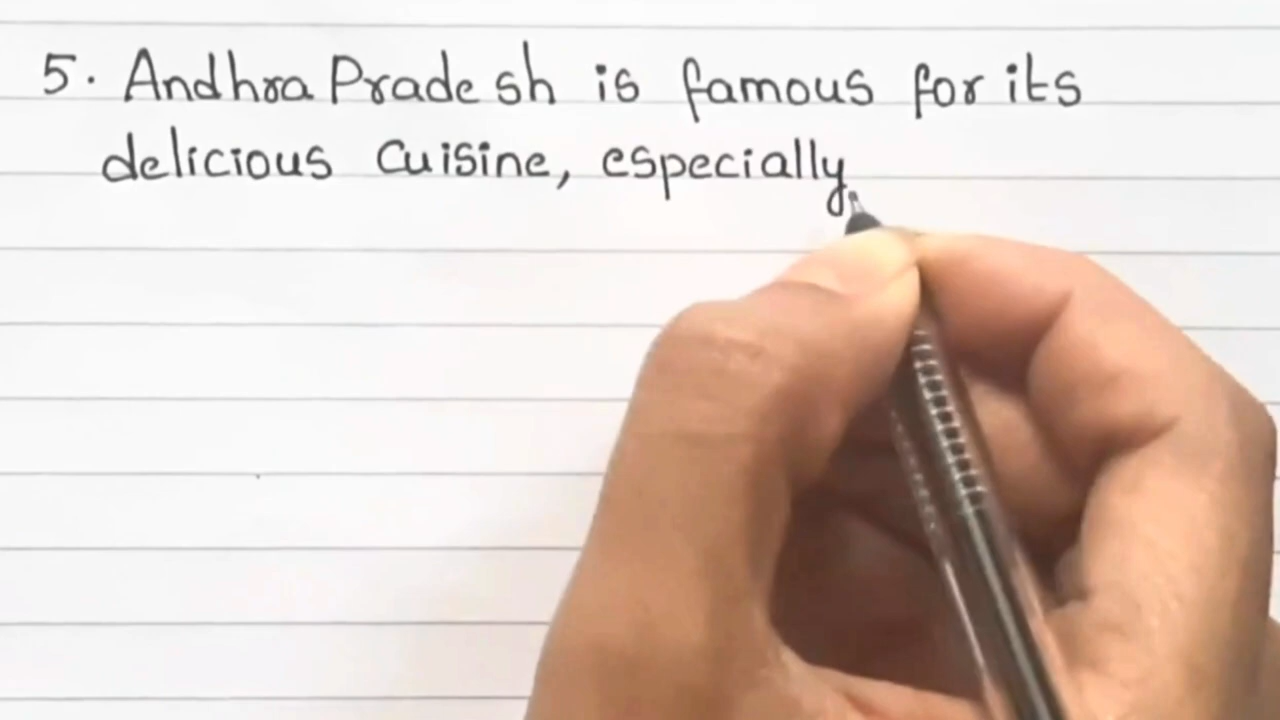 5. Andhra Pradesh is famous for its
delicious cuisine, especially